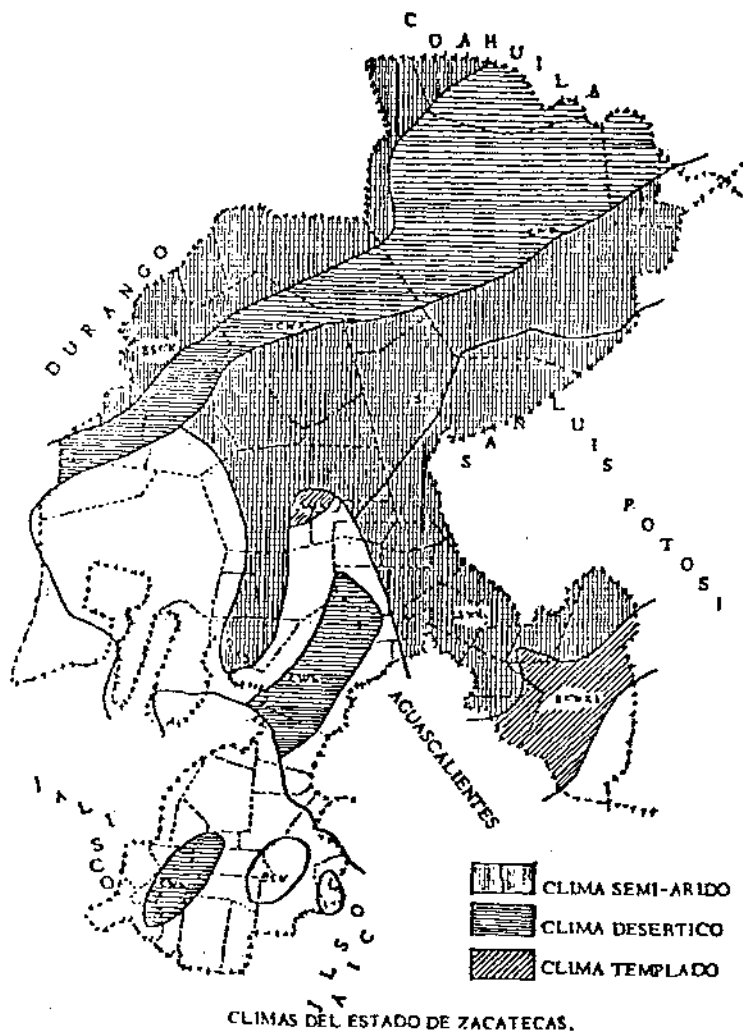 COAHUILA
DURANGO
SAN LUIS POTOSI
AGUASCALIENTES
JALISCO
JALISCO
CLIMA SEMI-ARIDO
CLIMA DESERTICO
CLIMA TEMPLADO
CLIMAS DEL ESTADO DE ZACATECAS.